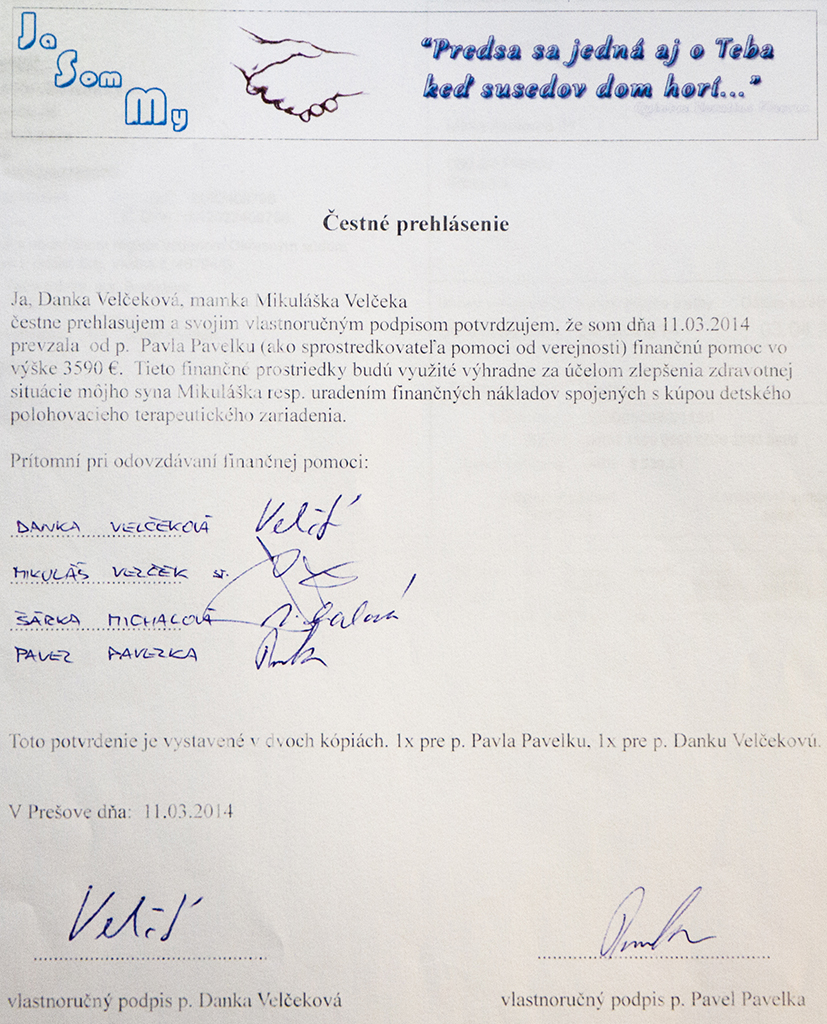 Ja
Som
My
"Predsa sa jedná aj o Teba
keď susedov dom horí..."
Čestné prehlásenie
Ja, Danka Velčeková, mamka Mikuláška Velčeka
čestne prehlasujem a svojim vlastnoručným podpisom potvrdzujem, že som dňa 11.03.2014
prevzala od p. Pavla Pavelku (ako sprostredkovateľa pomoci od verejnosti) finančnú pomoc vo
výške 3590 €. Tieto finančné prostriedky budú využité výhradne za účelom zlepšenia zdravotnej
situácie môjho syna Mikuláška resp. uradením finančných nákladov spojených s kúpou detského
polohovacieho terapeutického zariadenia.
Prítomní pri odovzdávaní finančnej pomoci:
DANKA VELČEKOVÁ
MIKULÁŠ VELČEK st.
ŠÁRKA MICHALOVÁ
PAVEL PAVELKA
Toto potvrdenie je vystavené v dvoch kópiách. 1x pre p. Pavla Pavelku. 1x pre p. Danku Velčekovú.
V Prešove dňa: 11.03.2014
vlastnoručný podpis p. Danka Velčeková
vlastnoručný podpis p. Pavel Pavelka